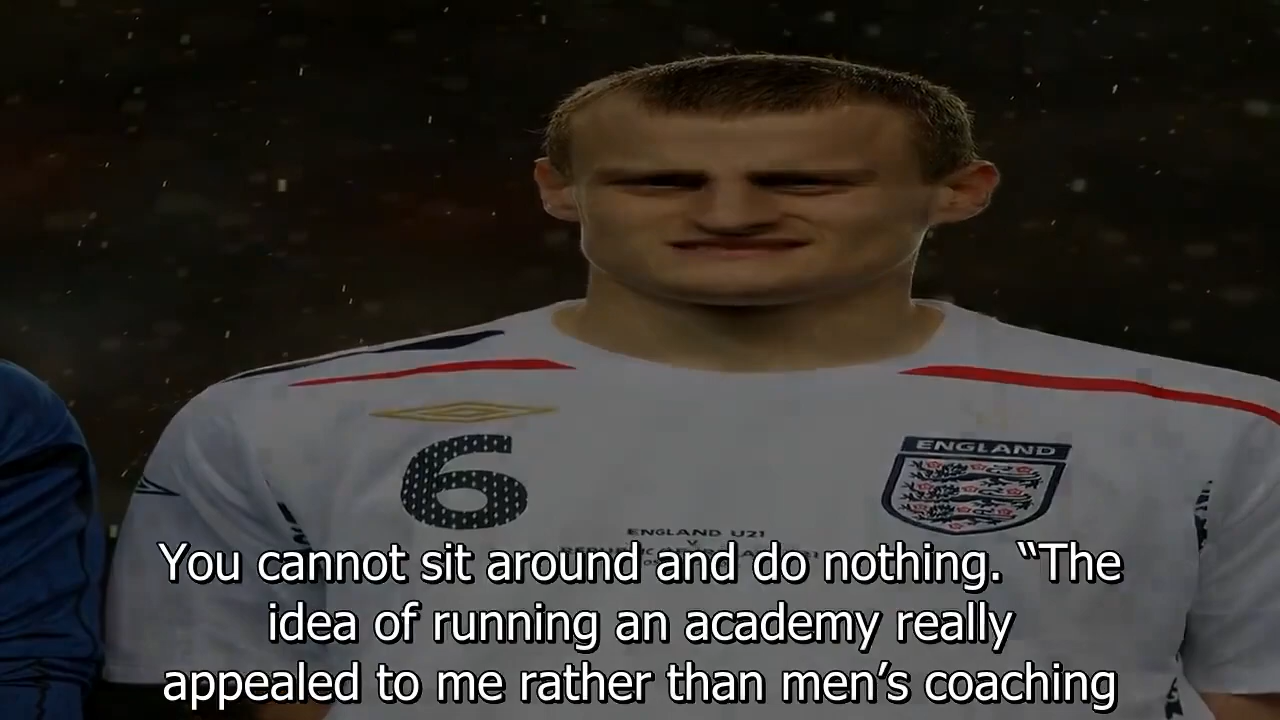 ENGLAND
6
ENGLAND U21
V
You cannot sit around and do nothing. “The
idea of running an academy really
appealed to me rather than men’s coaching